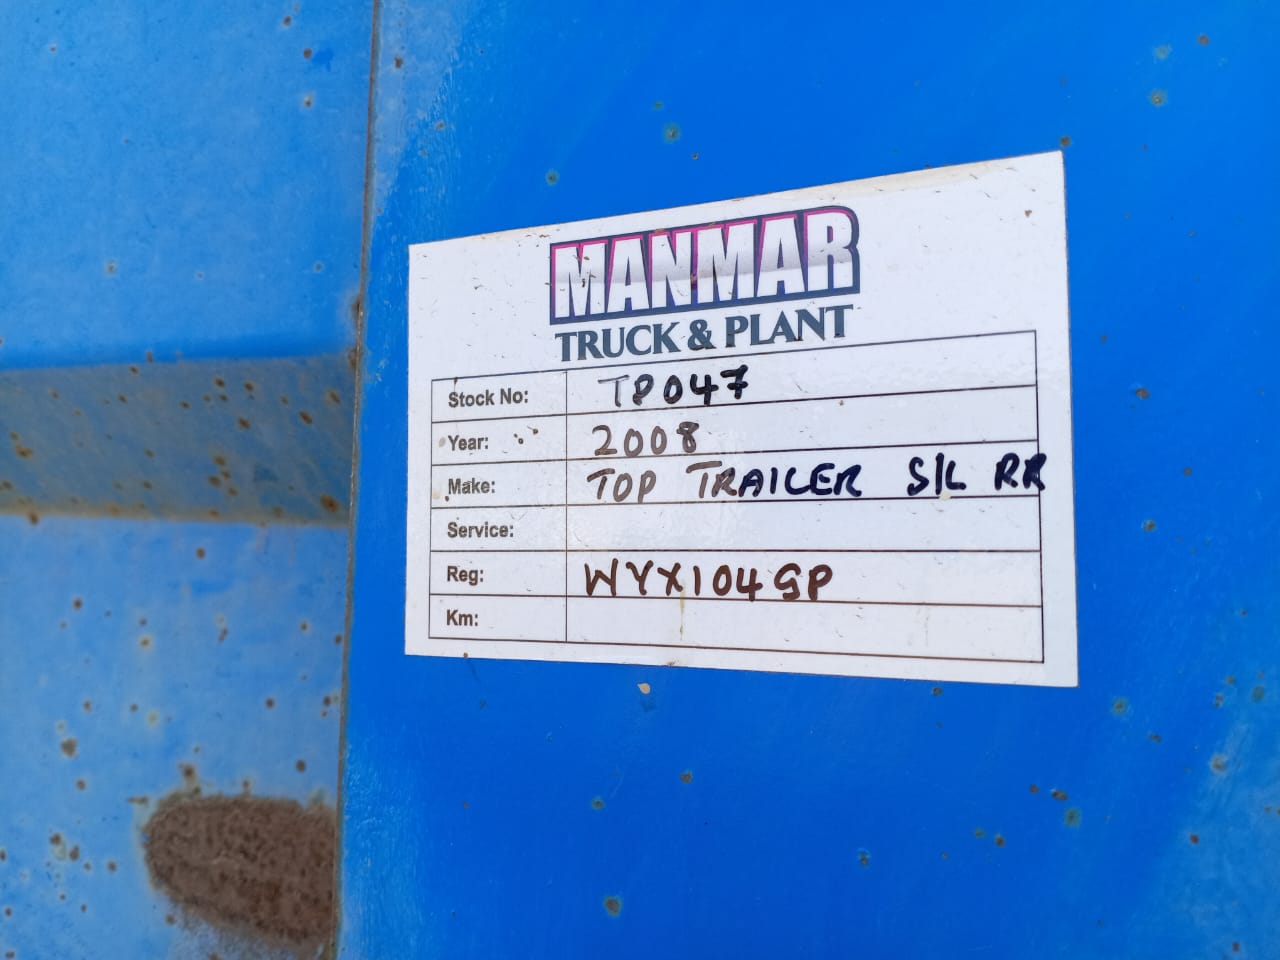 MANMAR
TRUCK & PLANT
Stock No: TP047
Year: 2008
Make: TOP TRAILER S/L RR
Service:
Reg: WYX104GP
Km: